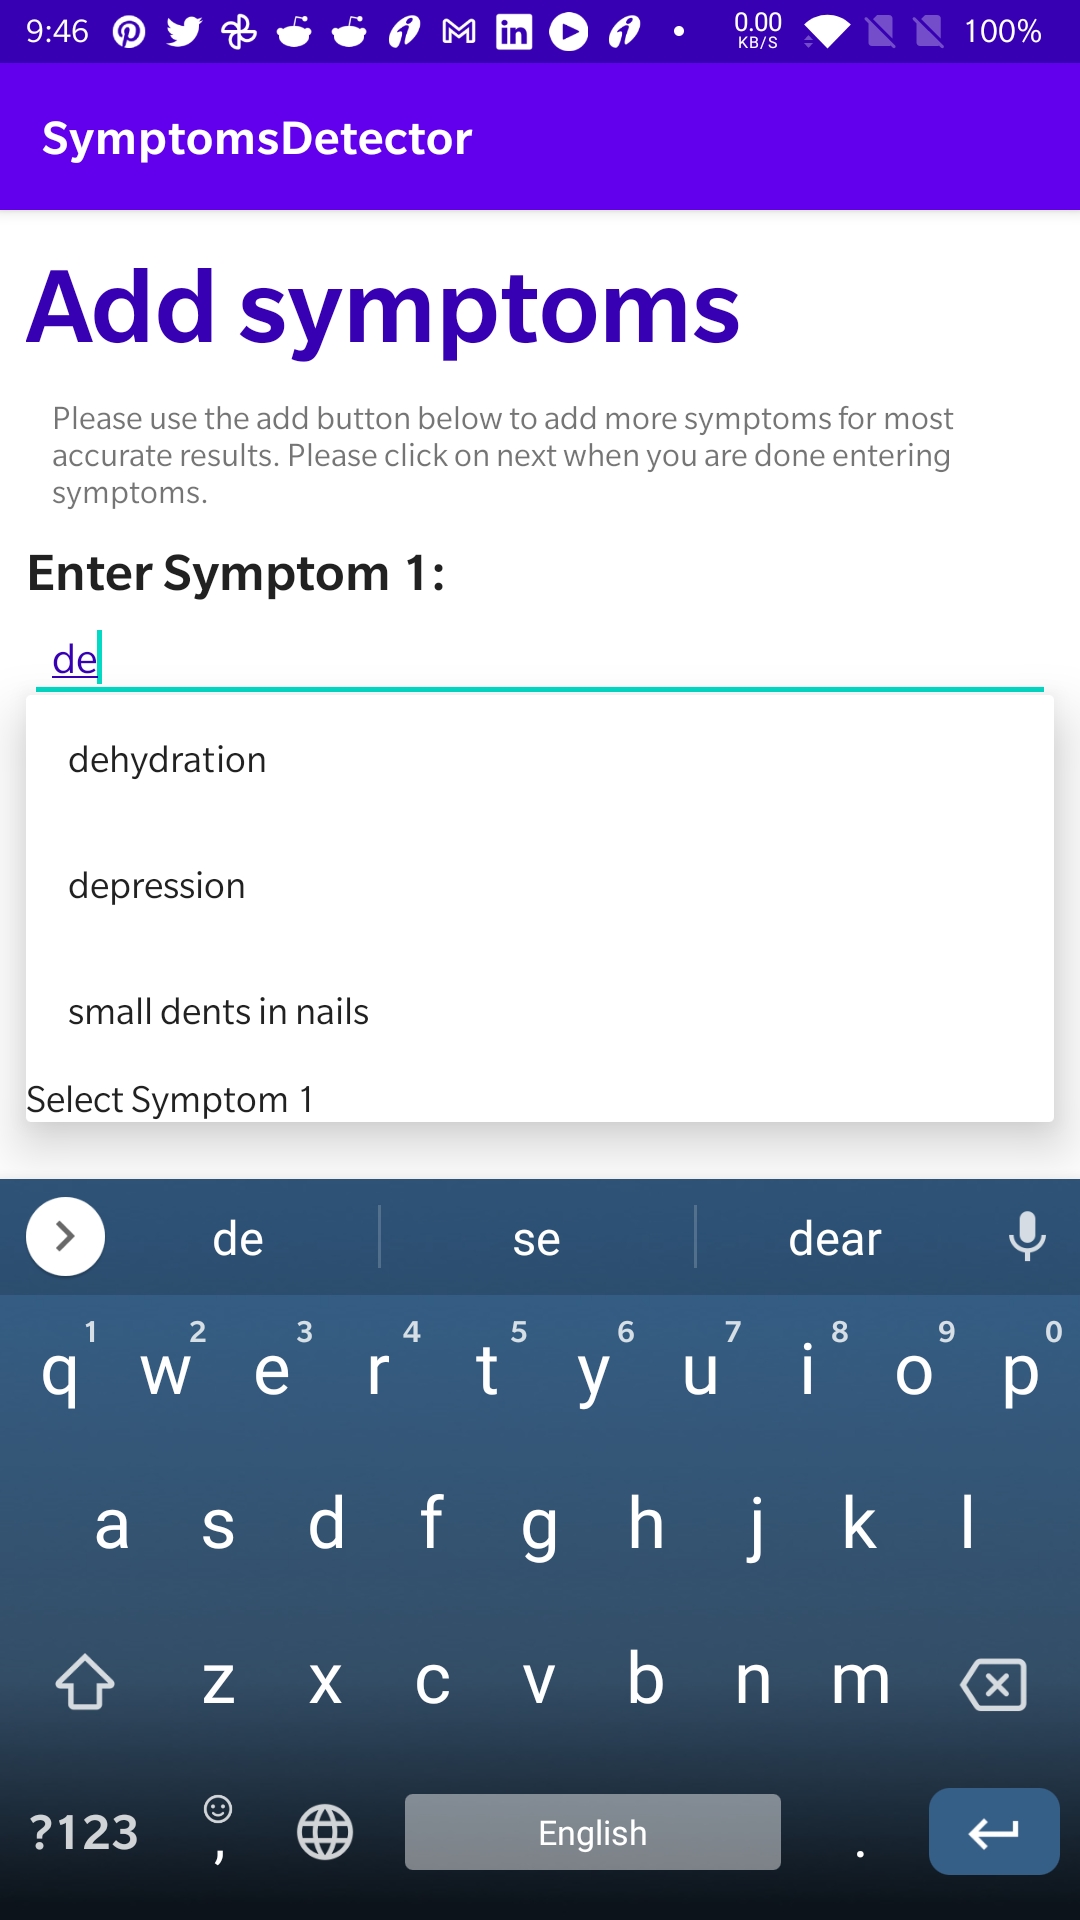 9:46 0.00 KB/S 100%
SymptomsDetector
Add symptoms
Please use the add button below to add more symptoms for most
accurate results. Please click on next when you are done entering
symptoms.
Enter Symptom 1:
de
dehydration
depression
small dents in nails
Select Symptom 1
de se dear
1 2 3 4 5 6 7 8 9 0
q w e r t y u i o p
a s d f g h j k l
z x c v b n m
?123 , English .